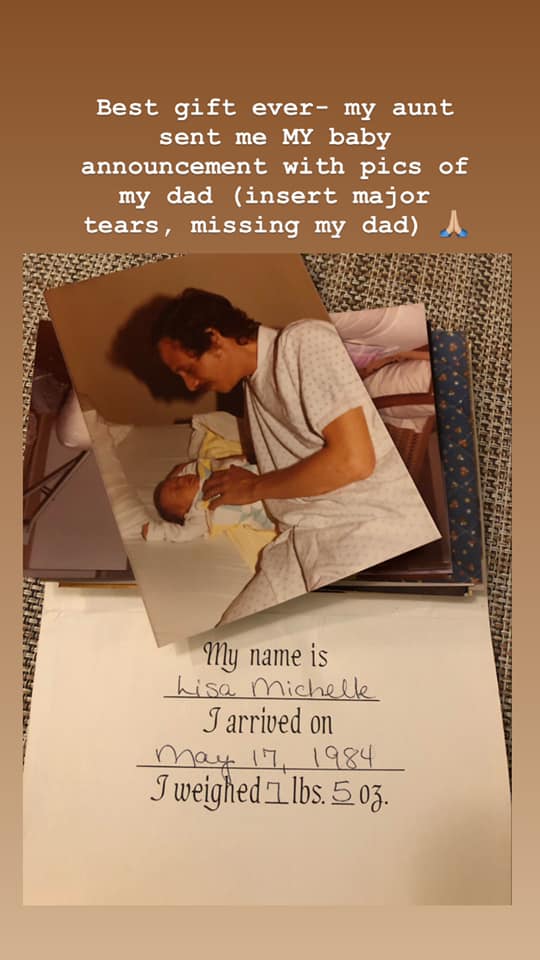 Best gift ever- my aunt
sent me MY baby
announcement with pics of
my dad (insert major
tears, missing my dad) 🙏🏼
My name is
Lisa Michelle
I arrived on
May 17, 1984
I weighed 7 lbs. 5 oz.